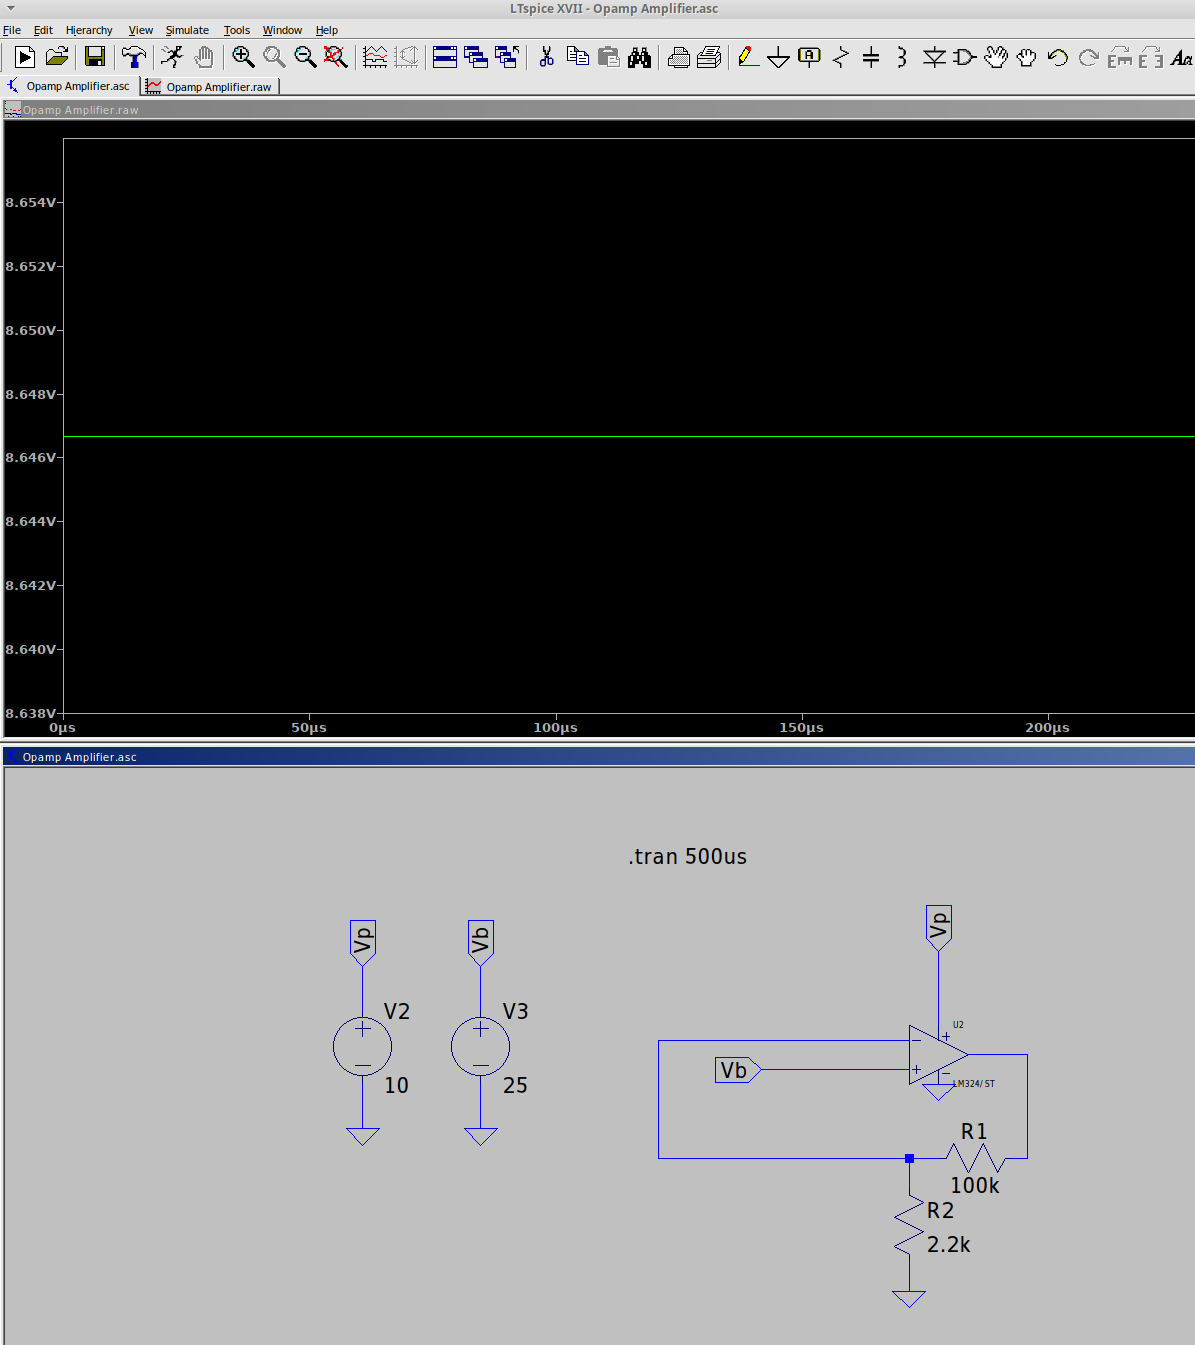 LTspice XVII - Opamp Amplifier.asc
File Edit Hierarchy View Simulate Tools Window Help
A
Aa
Opamp Amplifier.asc Opamp Amplifier.raw
Opamp Amplifier.raw
8.654V
8.652V
8.650V
8.648V
8.646V
8.644V
8.642V
8.640V
8.638V
0µs 50µs 100µs 150µs 200µs
Opamp Amplifier.asc
.tran 500us
Vp
Vb
Vp
V2
V3
10
25
U2
Vb
LM324/ST
R1
100k
R2
2.2k